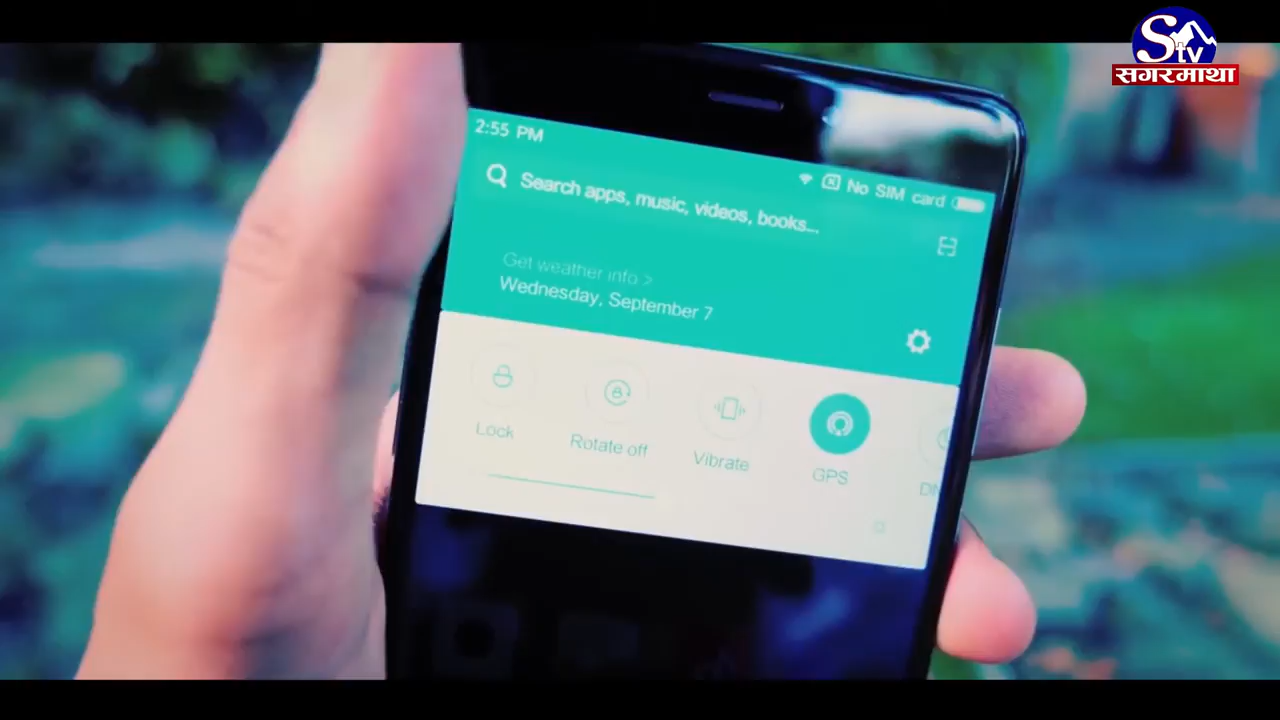 S
tv
सगरमाथा
2:55 PM
No SIM card
Search apps, music, videos, books...
Get weather info >
Wednesday, September 7
Lock
Rotate off
Vibrate
GPS